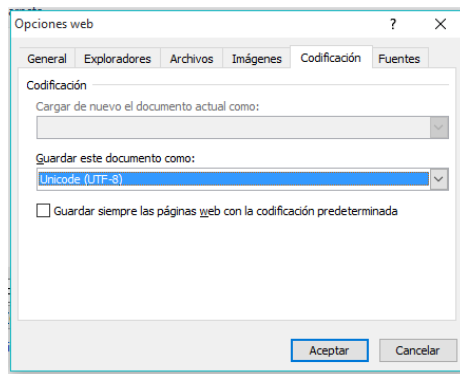 Opciones web
?
General Exploradores Archivos Imágenes Codificación Fuentes
Codificación
Cargar de nuevo el documento actual como:
Guardar este documento como:
Unicode (UTF-8)
Guardar siempre las páginas web con la codificación predeterminada
Aceptar Cancelar